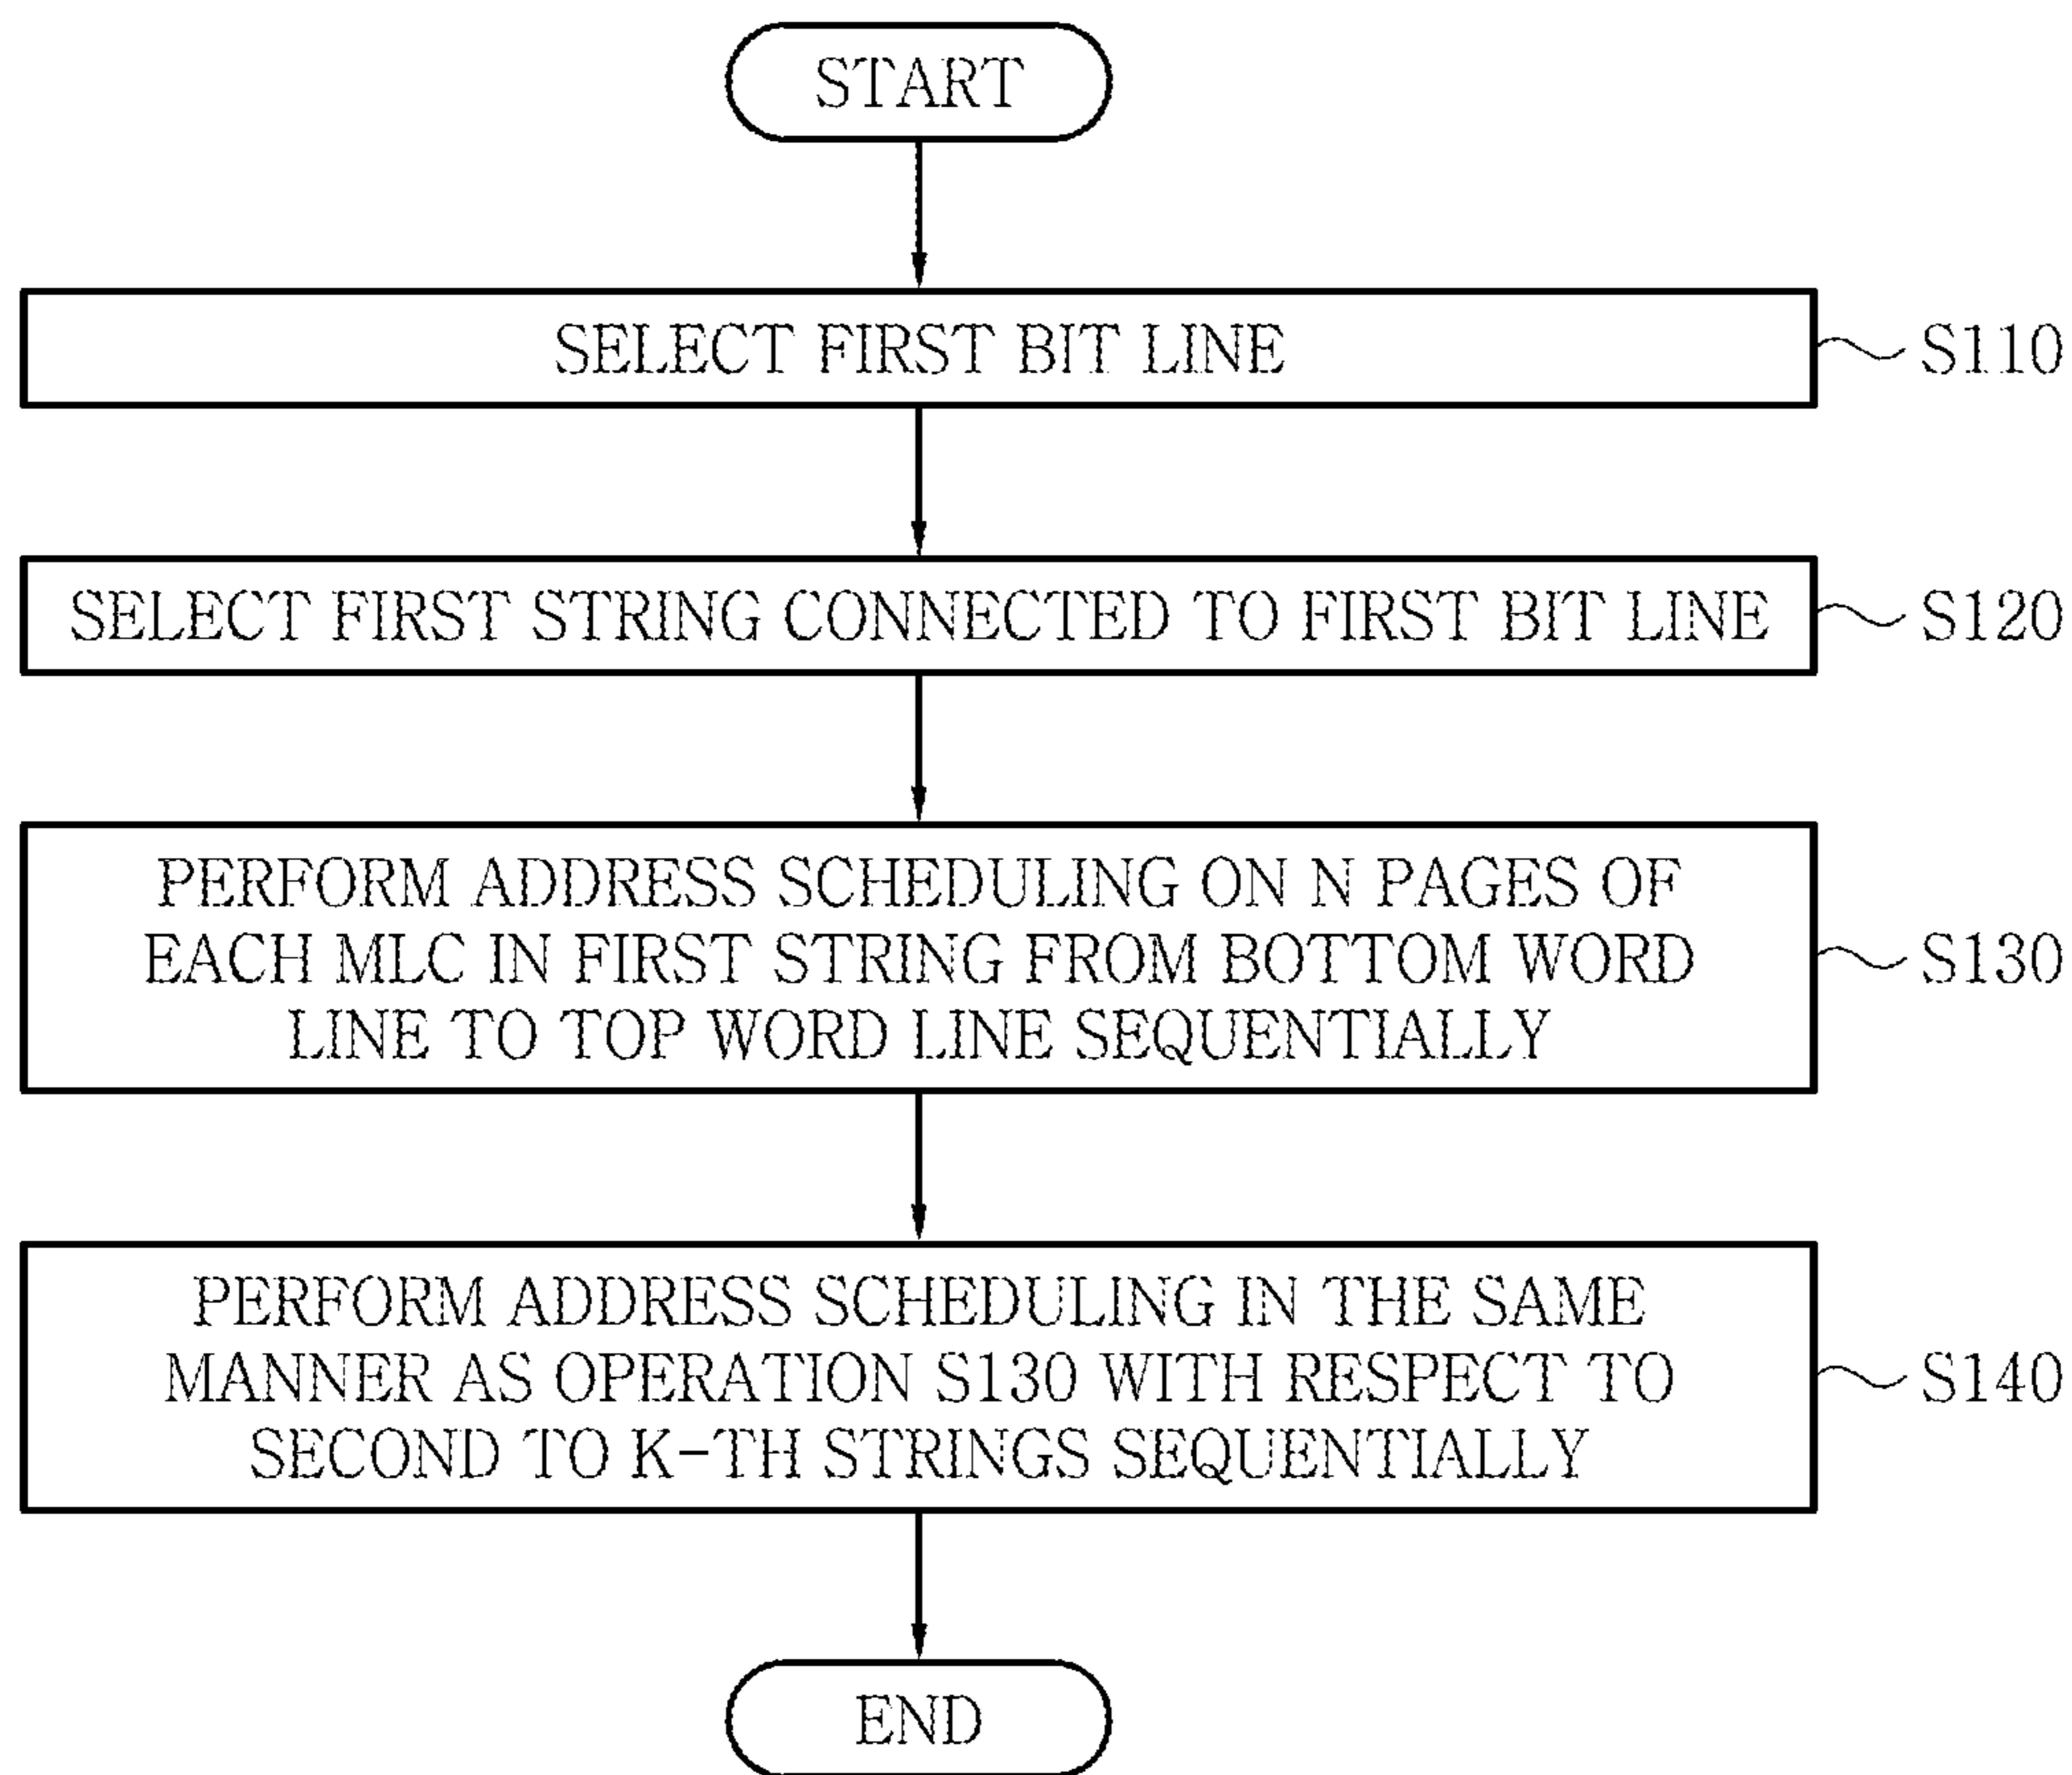 START
SELECT FIRST BIT LINE
S110
SELECT FIRST STRING CONNECTED TO FIRST BIT LINE
S120
PERFORM ADDRESS SCHEDULING ON N PAGES OF
EACH MLC IN FIRST STRING FROM BOTTOM WORD
LINE TO TOP WORD LINE SEQUENTIALLY
S130
PERFORM ADDRESS SCHEDULING IN THE SAME
MANNER AS OPERATION S130 WITH RESPECT TO
SECOND TO K-TH STRINGS SEQUENTIALLY
S140
END